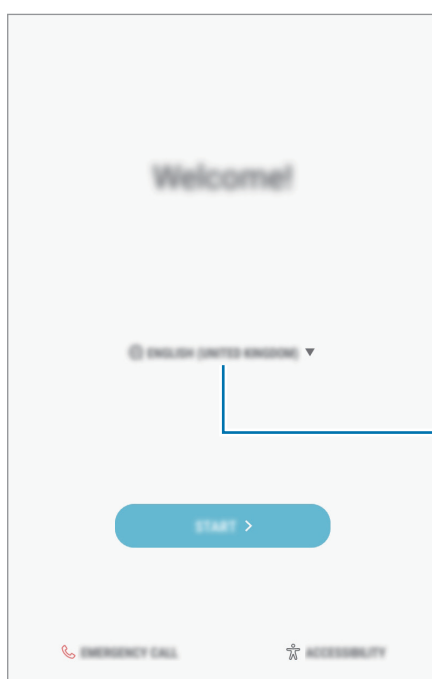 Welcome!
ENGLISH (UNITED KINGDOM)
START
EMERGENCY CALL
ACCESSIBILITY